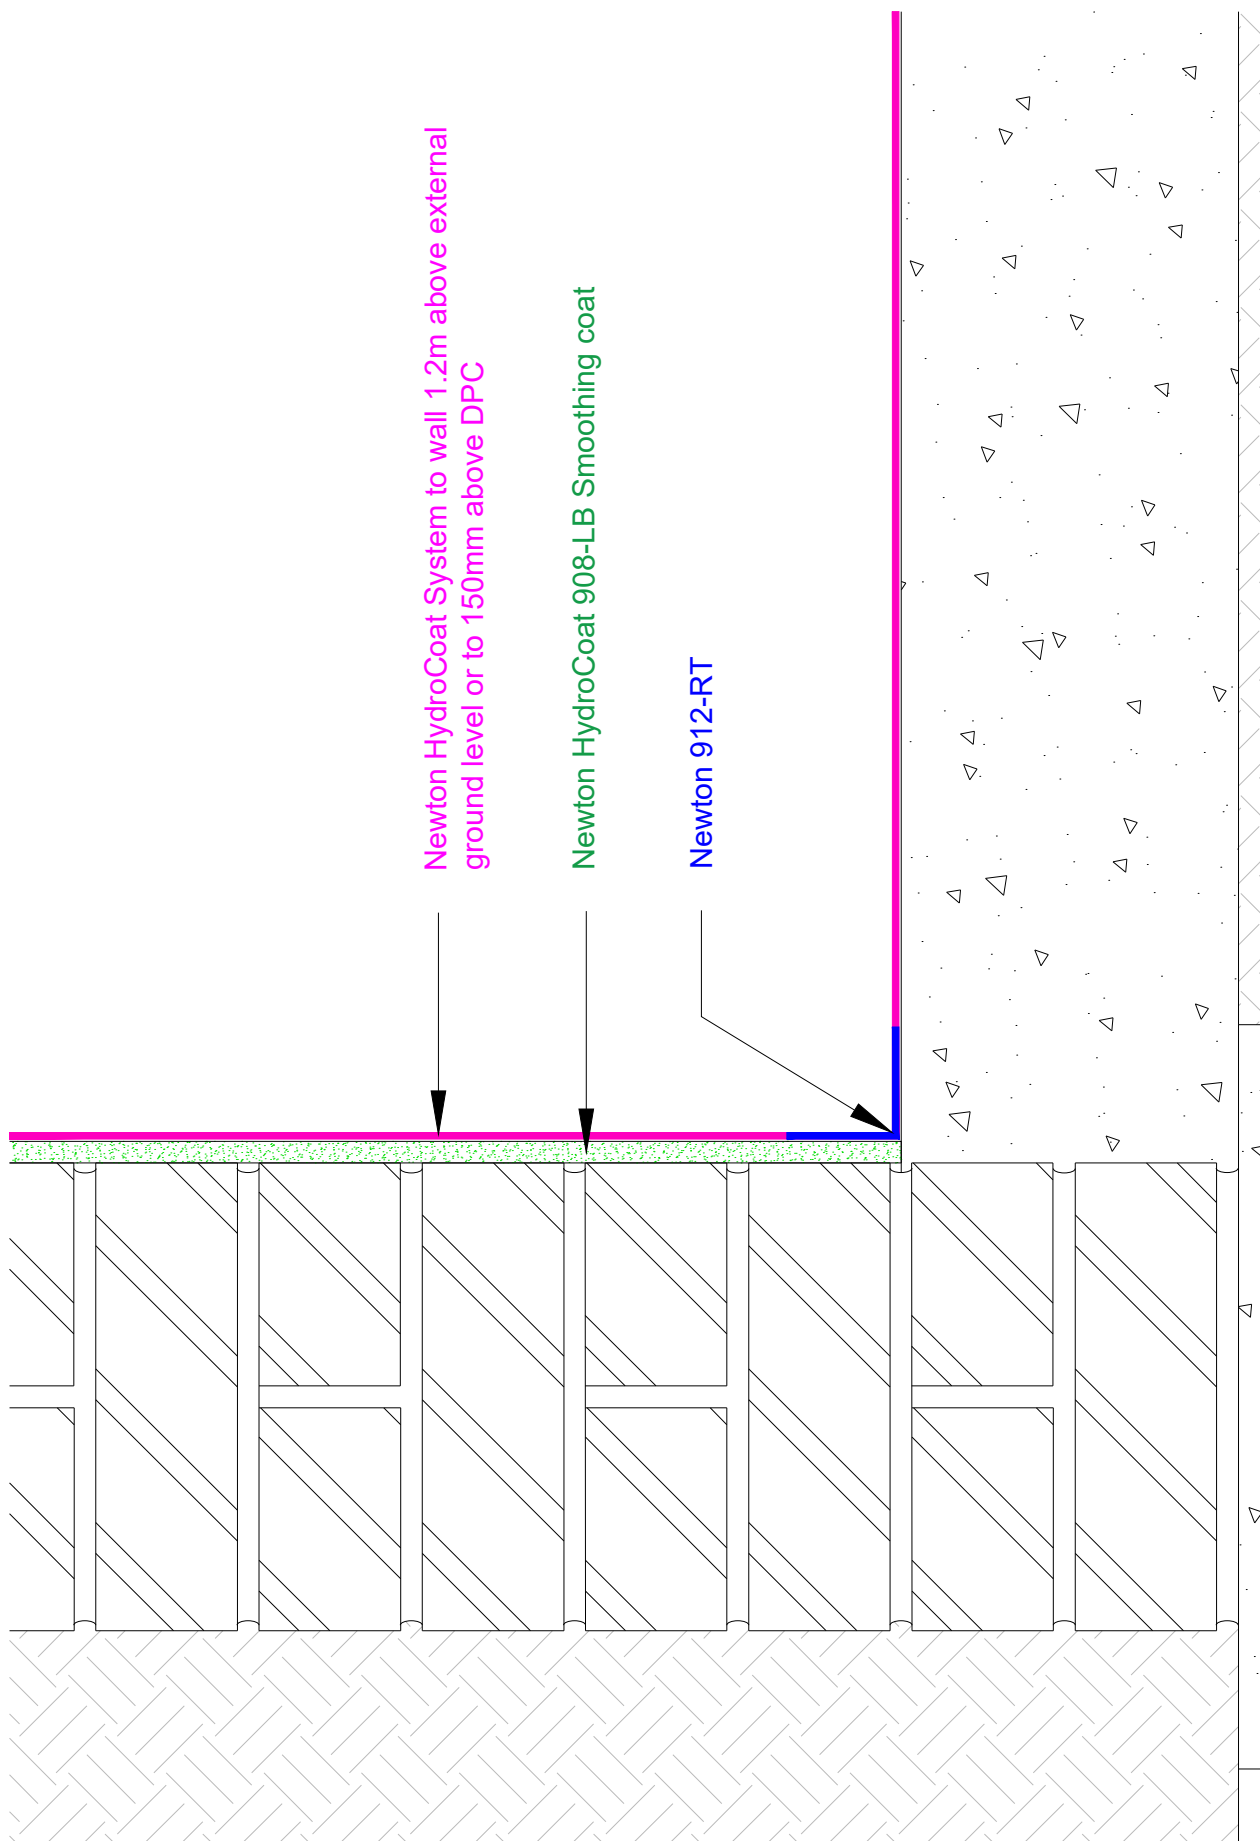 Newton HydroCoat System to wall 1.2m above external
ground level or to 150mm above DPC
Newton HydroCoat 908-LB Smoothing coat
Newton 912-RT